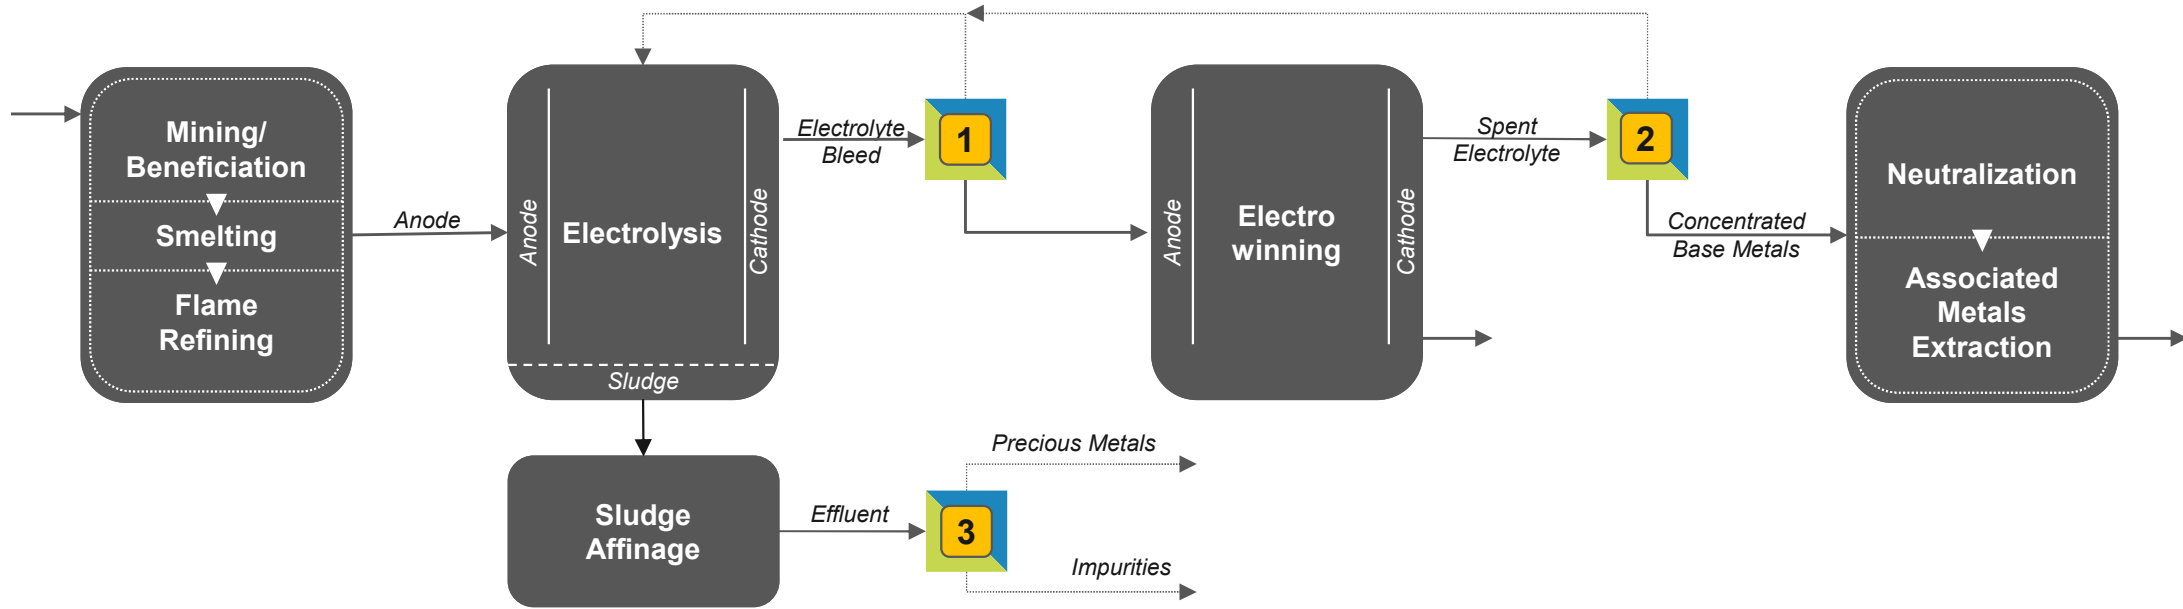 Mining/
Beneficiation
Smelting
Flame
Refining
Anode
Anode
Electrolysis
Cathode
Sludge
Electrolyte
Bleed
1
Anode
Electro
winning
Cathode
Spent
Electrolyte
2
Concentrated
Base Metals
Neutralization
Associated
Metals
Extraction
Sludge
Affinage
Effluent
3
Precious Metals
Impurities